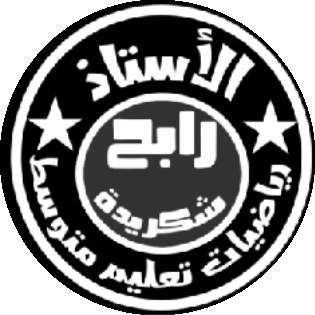 الأستاذ
رابح
شكريدة
رياضيات تعليم متوسط